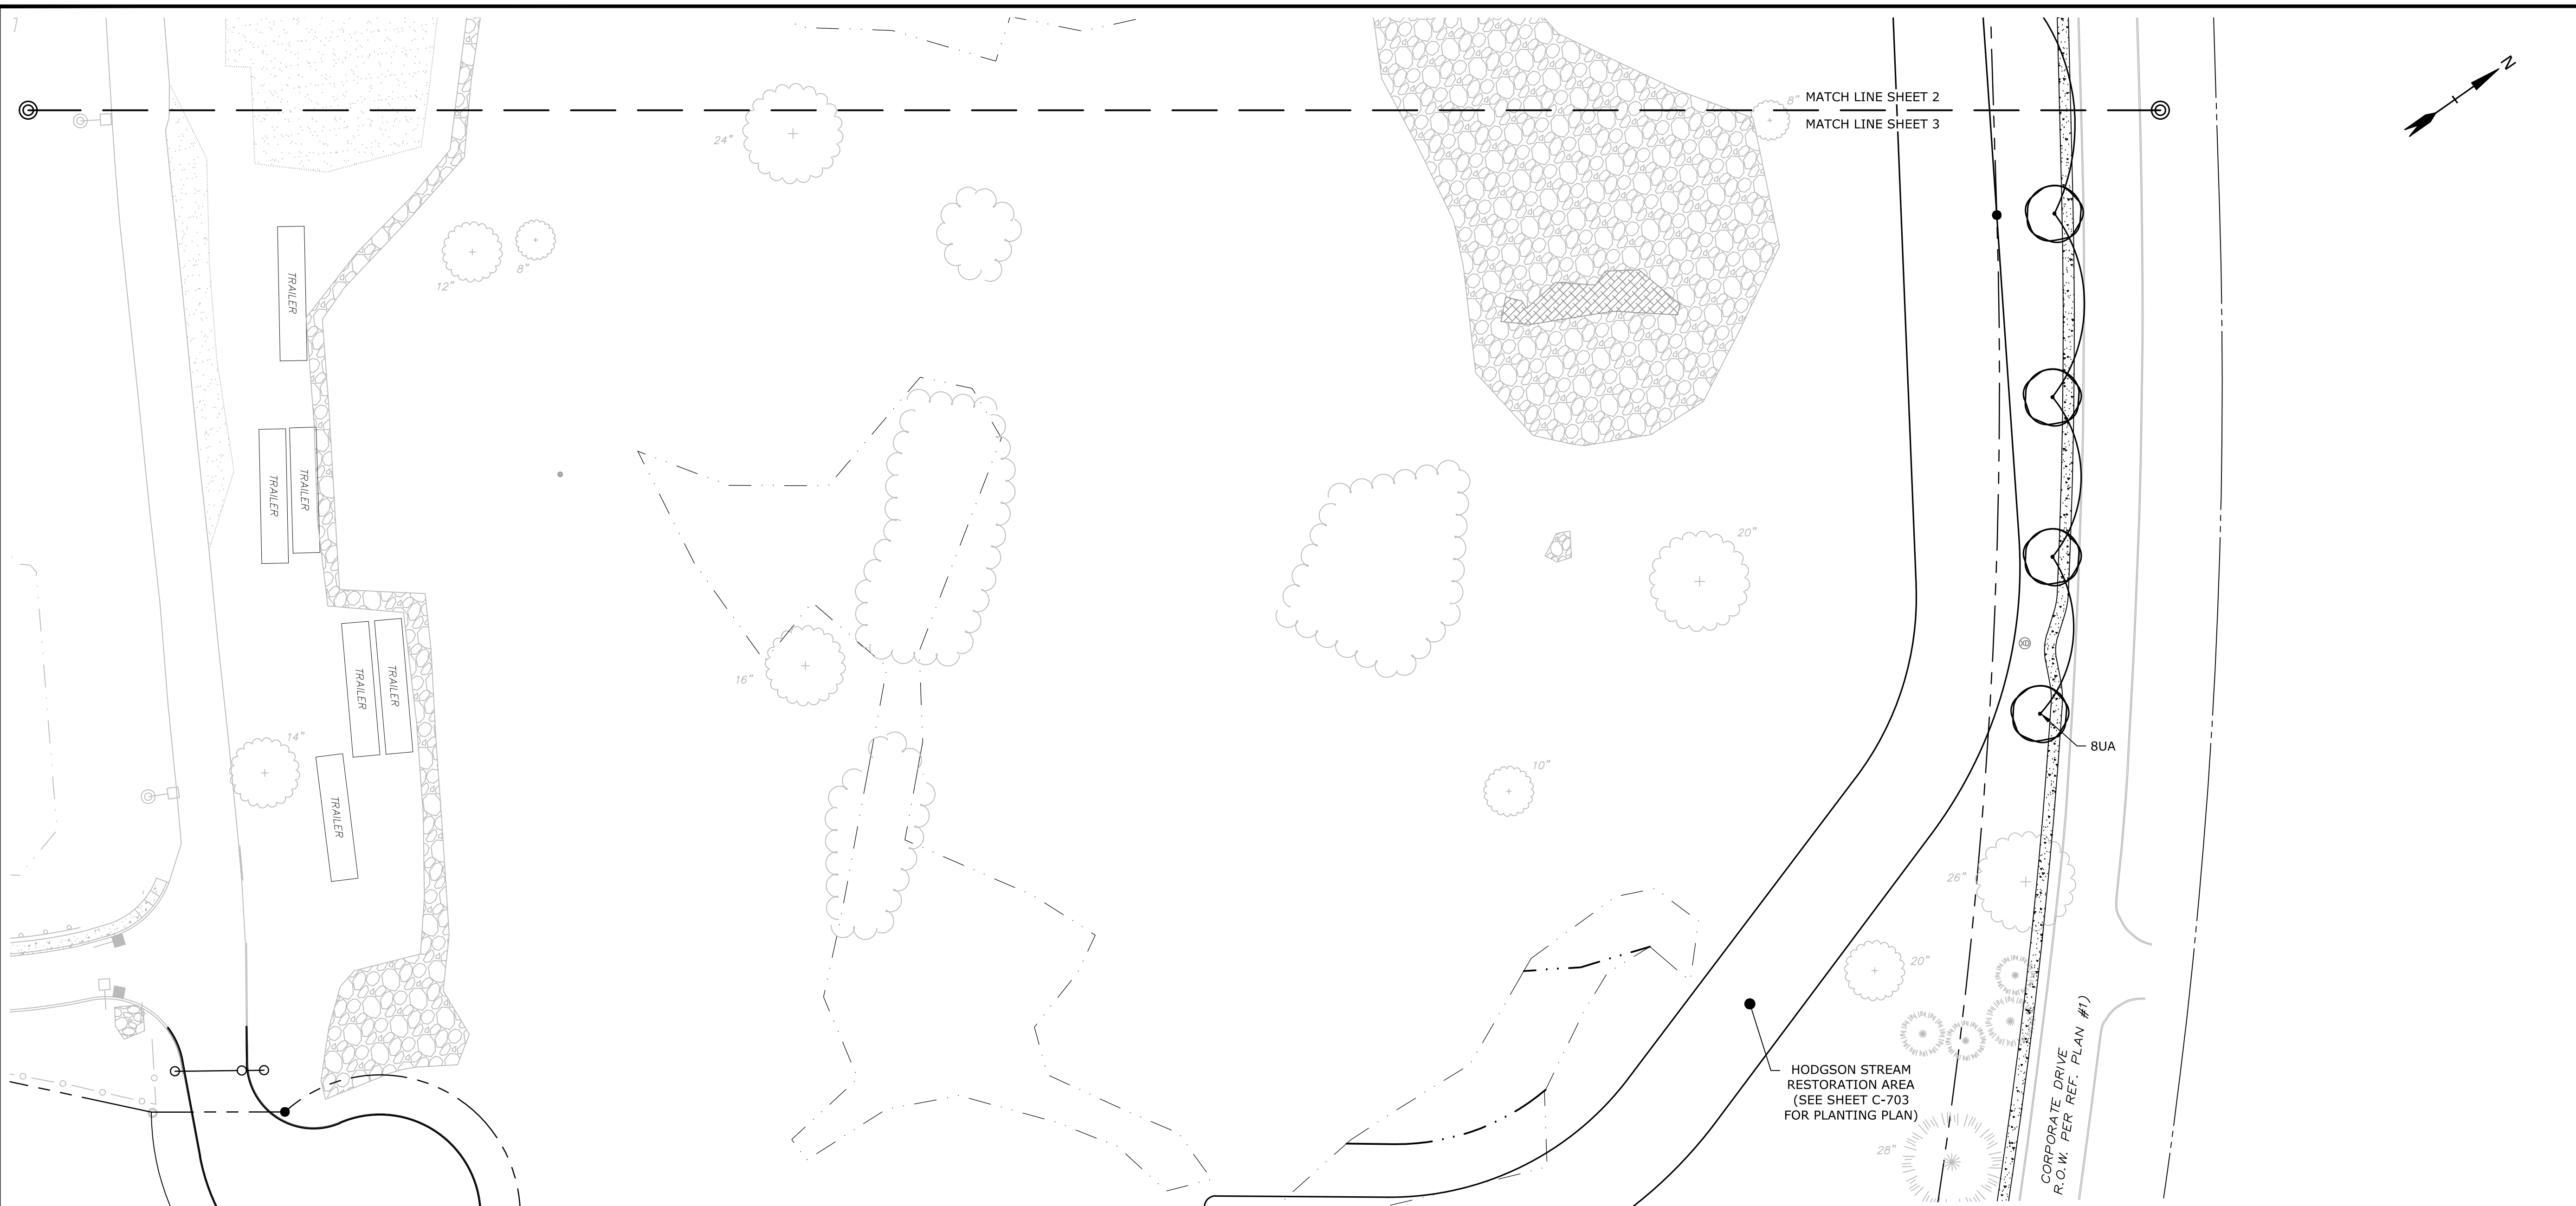 N
8"
MATCH LINE SHEET 2
MATCH LINE SHEET 3
24"
12"
8"
TRAILER
TRAILER
TRAILER
20"
16"
TRAILER
TRAILER
14"
8UA
10"
TRAILER
26"
20"
HODGSON STREAM
RESTORATION AREA
(SEE SHEET C-703
FOR PLANTING PLAN)
28"
CORPORATE DRIVE
R.O.W. PER REF. PLAN #1)